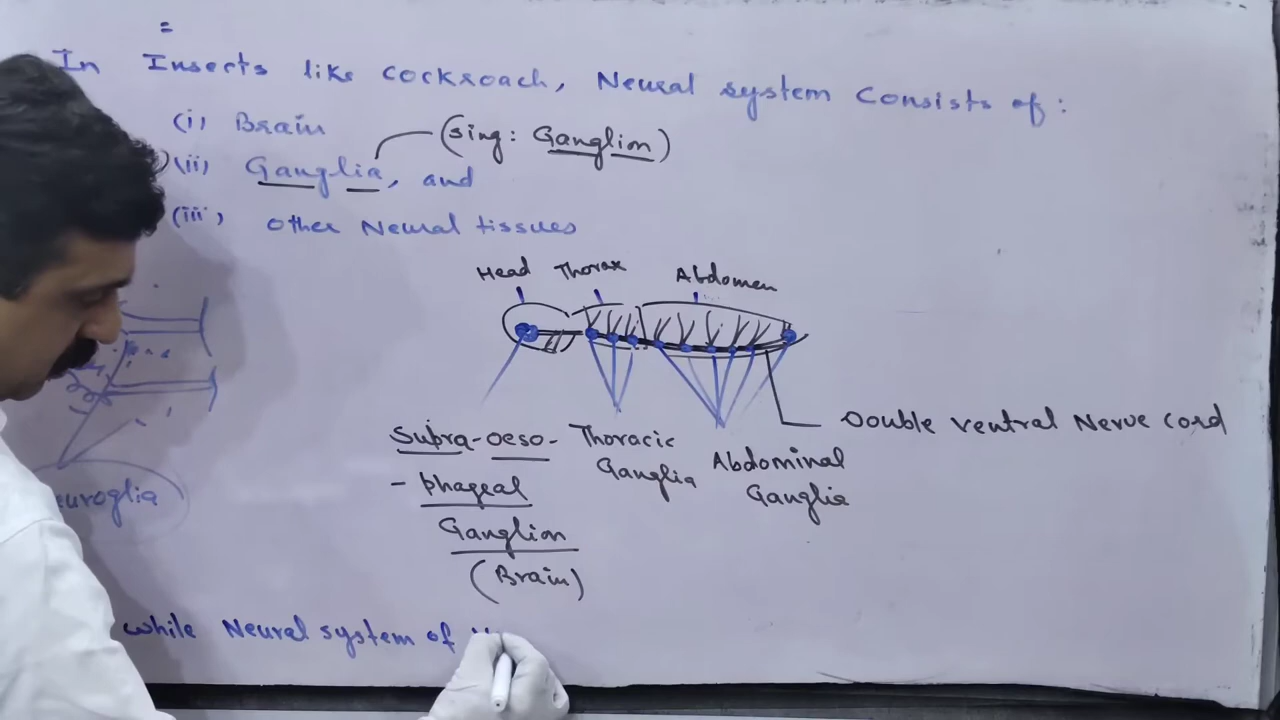 In Insects like Cockroach, Neural system Consists of :
(i) Brain
(sing: Ganglion)
(ii) Ganglia, and
(iii) other Neural tissues
Head Thorax Abdomen
Double ventral Nerve cord
Supra-oeso-
- phageal
Ganglion
(Brain)
Thoracic
Ganglia
Abdominal
Ganglia
euroglia
while Neural system of